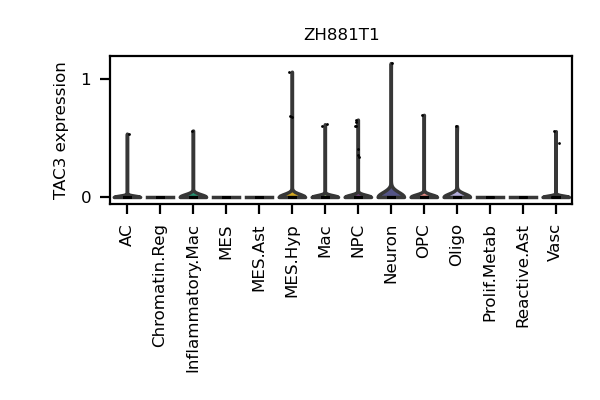 ZH881T1
TAC3 expression
1
0
AC
Chromatin.Reg
Inflammatory.Mac
MES
MES.Ast
MES.Hyp
Mac
NPC
Neuron
OPC
Oligo
Prolif.Metab
Reactive.Ast
Vasc